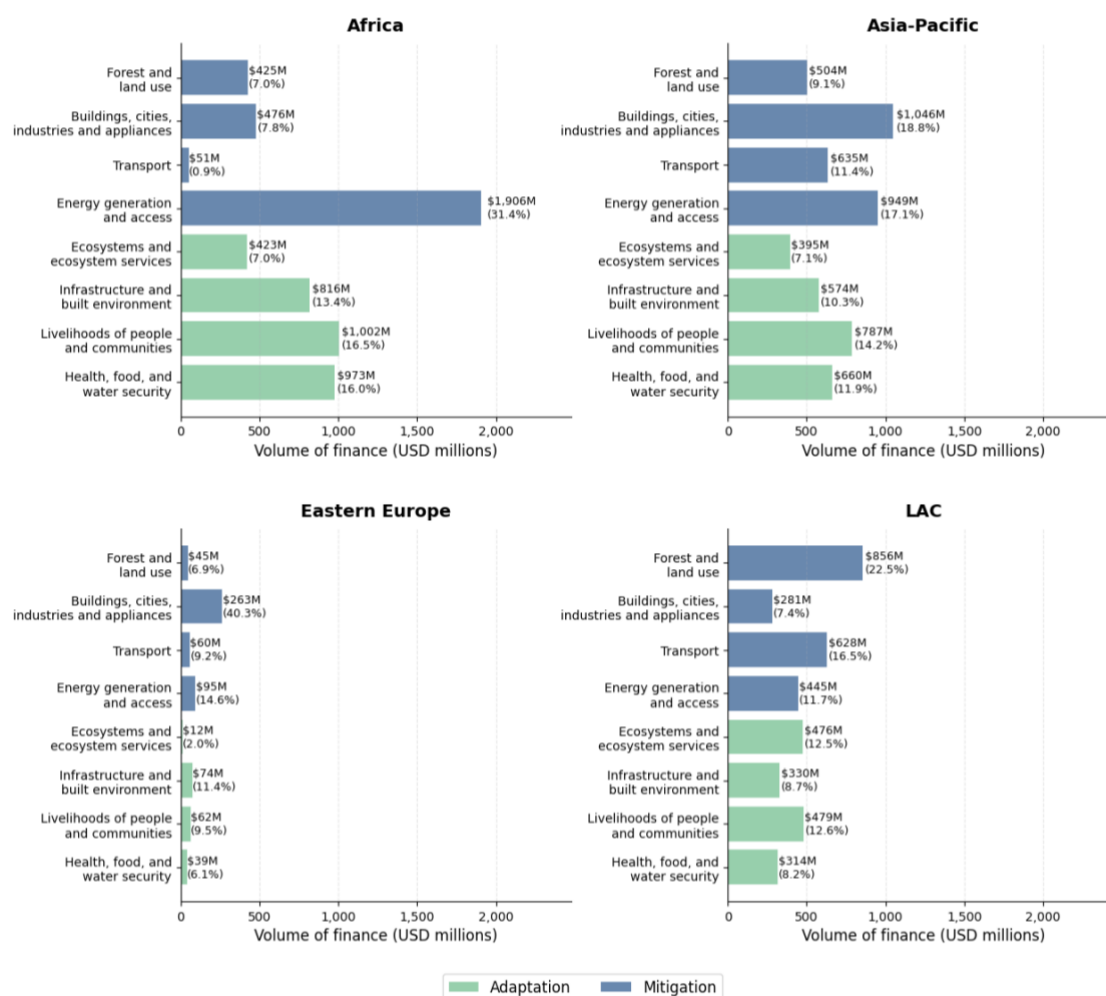 Africa
Forest and
land use
$425M
(7.0%)
Buildings, cities,
industries and appliances
$476M
(7.8%)
Transport
$51M
(0.9%)
Energy generation
and access
$1,906M
(31.4%)
Ecosystems and
ecosystem services
$423M
(7.0%)
Infrastructure and
built environment
$816M
(13.4%)
Livelihoods of people
and communities
$1,002M
(16.5%)
Health, food, and
water security
$973M
(16.0%)
0 500 1,000 1,500 2,000
Volume of finance (USD millions)
Asia-Pacific
Forest and
land use
$504M
(9.1%)
Buildings, cities,
industries and appliances
$1,046M
(18.8%)
Transport
$635M
(11.4%)
Energy generation
and access
$949M
(17.1%)
Ecosystems and
ecosystem services
$395M
(7.1%)
Infrastructure and
built environment
$574M
(10.3%)
Livelihoods of people
and communities
$787M
(14.2%)
Health, food, and
water security
$660M
(11.9%)
0 500 1,000 1,500 2,000
Volume of finance (USD millions)
Eastern Europe
Forest and
land use
$45M
(6.9%)
Buildings, cities,
industries and appliances
$263M
(40.3%)
Transport
$60M
(9.2%)
Energy generation
and access
$95M
(14.6%)
Ecosystems and
ecosystem services
$12M
(2.0%)
Infrastructure and
built environment
$74M
(11.4%)
Livelihoods of people
and communities
$62M
(9.5%)
Health, food, and
water security
$39M
(6.1%)
0 500 1,000 1,500 2,000
Volume of finance (USD millions)
LAC
Forest and
land use
$856M
(22.5%)
Buildings, cities,
industries and appliances
$281M
(7.4%)
Transport
$628M
(16.5%)
Energy generation
and access
$445M
(11.7%)
Ecosystems and
ecosystem services
$476M
(12.5%)
Infrastructure and
built environment
$330M
(8.7%)
Livelihoods of people
and communities
$479M
(12.6%)
Health, food, and
water security
$314M
(8.2%)
0 500 1,000 1,500 2,000
Volume of finance (USD millions)
Adaptation Mitigation